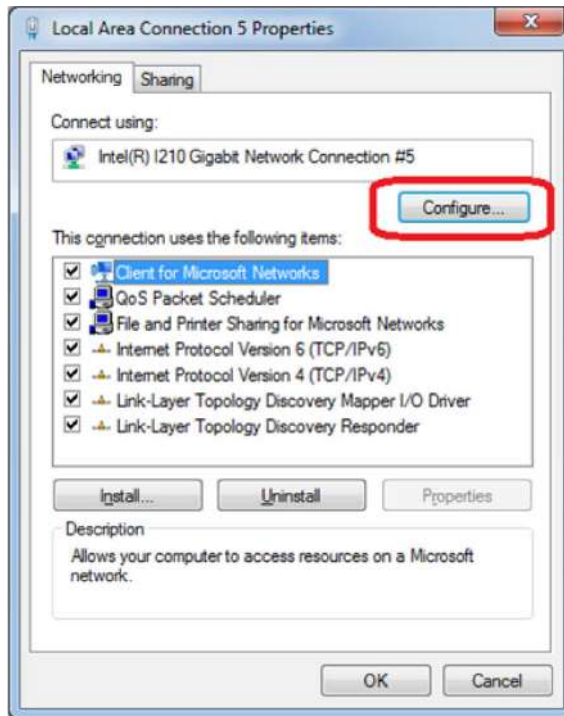 Local Area Connection 5 Properties
Networking
Sharing
Connect using:
Intel(R) I210 Gigabit Network Connection #5
Configure...
This connection uses the following items:
Client for Microsoft Networks
QoS Packet Scheduler
File and Printer Sharing for Microsoft Networks
Internet Protocol Version 6 (TCP/IPv6)
Internet Protocol Version 4 (TCP/IPv4)
Link-Layer Topology Discovery Mapper I/O Driver
Link-Layer Topology Discovery Responder
Install...
Uninstall
Properties
Description
Allows your computer to access resources on a Microsoft
network.
OK
Cancel